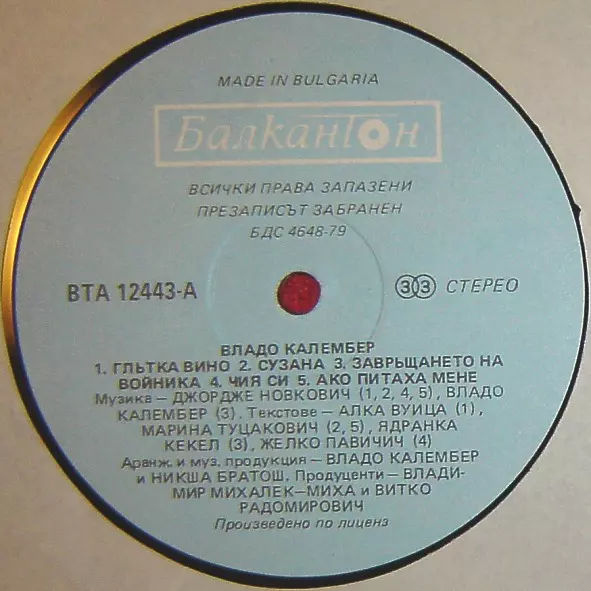 MADE IN BULGARIA
Балкантон
ВСИЧКИ ПРАВА ЗАПАЗЕНИ
ПРЕЗАПИСЪТ ЗАБРАНЕН
БДС 4648-79
ВТА 12443-А
33 СТЕРЕО
ВЛАДО КАЛЕМБЕР
1. ГЛЪТКА ВИНО 2. СУЗАНА 3. ЗАВРЪЩАНЕТО НА
ВОЙНИКА 4. ЧИЯ СИ 5. АКО ПИТАХА МЕНЕ
Музика – ДЖОРДЖЕ НОВКОВИЧ (1, 2, 4, 5), ВЛАДО
КАЛЕМБЕР (3). Текстове – АЛКА ВУИЦА (1),
МАРИНА ТУЦАКОВИЧ (2, 5), ЯДРАНКА
КЕКЕЛ (3), ЖЕЛКО ПАВИЧИЧ (4)
Аранж. и муз. продукция – ВЛАДО КАЛЕМБЕР
и НИКША БРАТОШ. Продуценти – ВЛАДИ-
МИР МИХАЛЕК–МИХА и ВИТКО
РАДОМИРОВИЧ
Произведено по лиценз